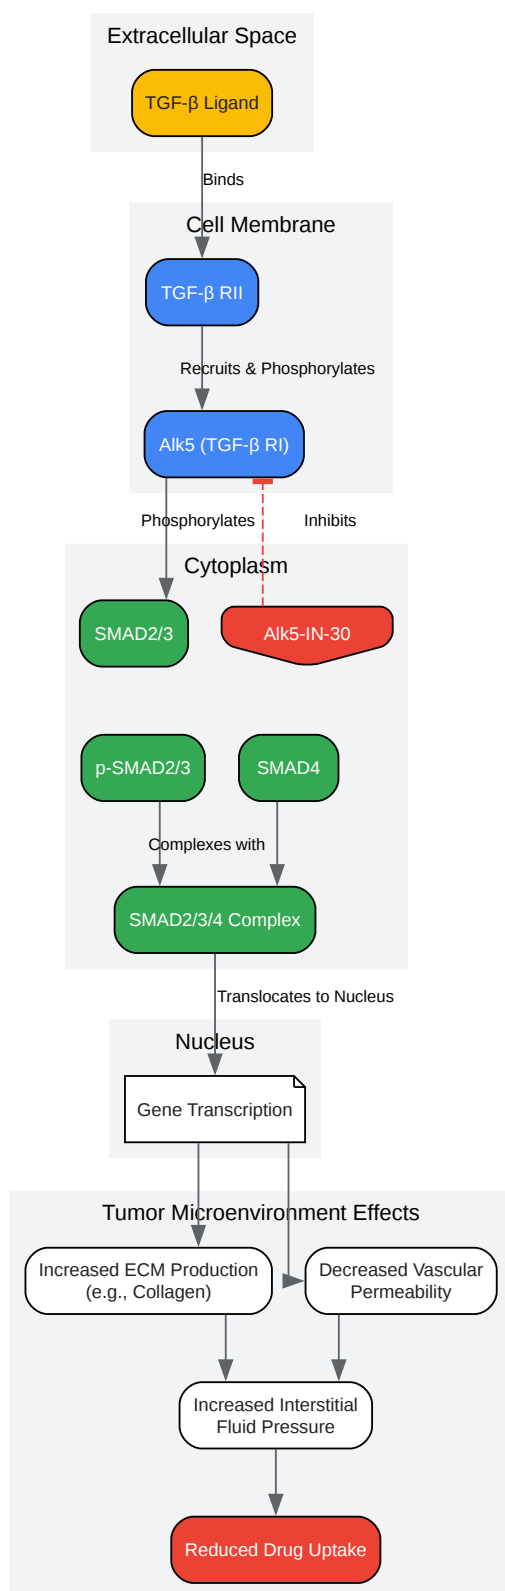 Extracellular Space
TGF-β Ligand
Binds
Cell Membrane
TGF-β RII
Recruits & Phosphorylates
Alk5 (TGF-β RI)
Phosphorylates
Inhibits
Cytoplasm
SMAD2/3
Alk5-IN-30
p-SMAD2/3
SMAD4
Complexes with
SMAD2/3/4 Complex
Translocates to Nucleus
Nucleus
Gene Transcription
Tumor Microenvironment Effects
Increased ECM Production
(e.g., Collagen)
Decreased Vascular
Permeability
Increased Interstitial
Fluid Pressure
Reduced Drug Uptake